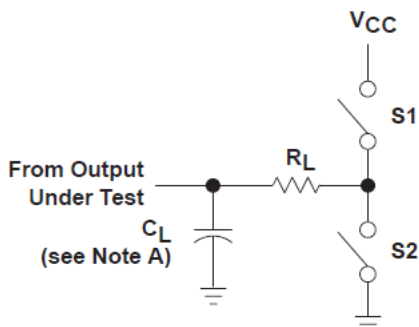 VCC
S1
From Output
Under Test
RL
CL
(see Note A)
S2